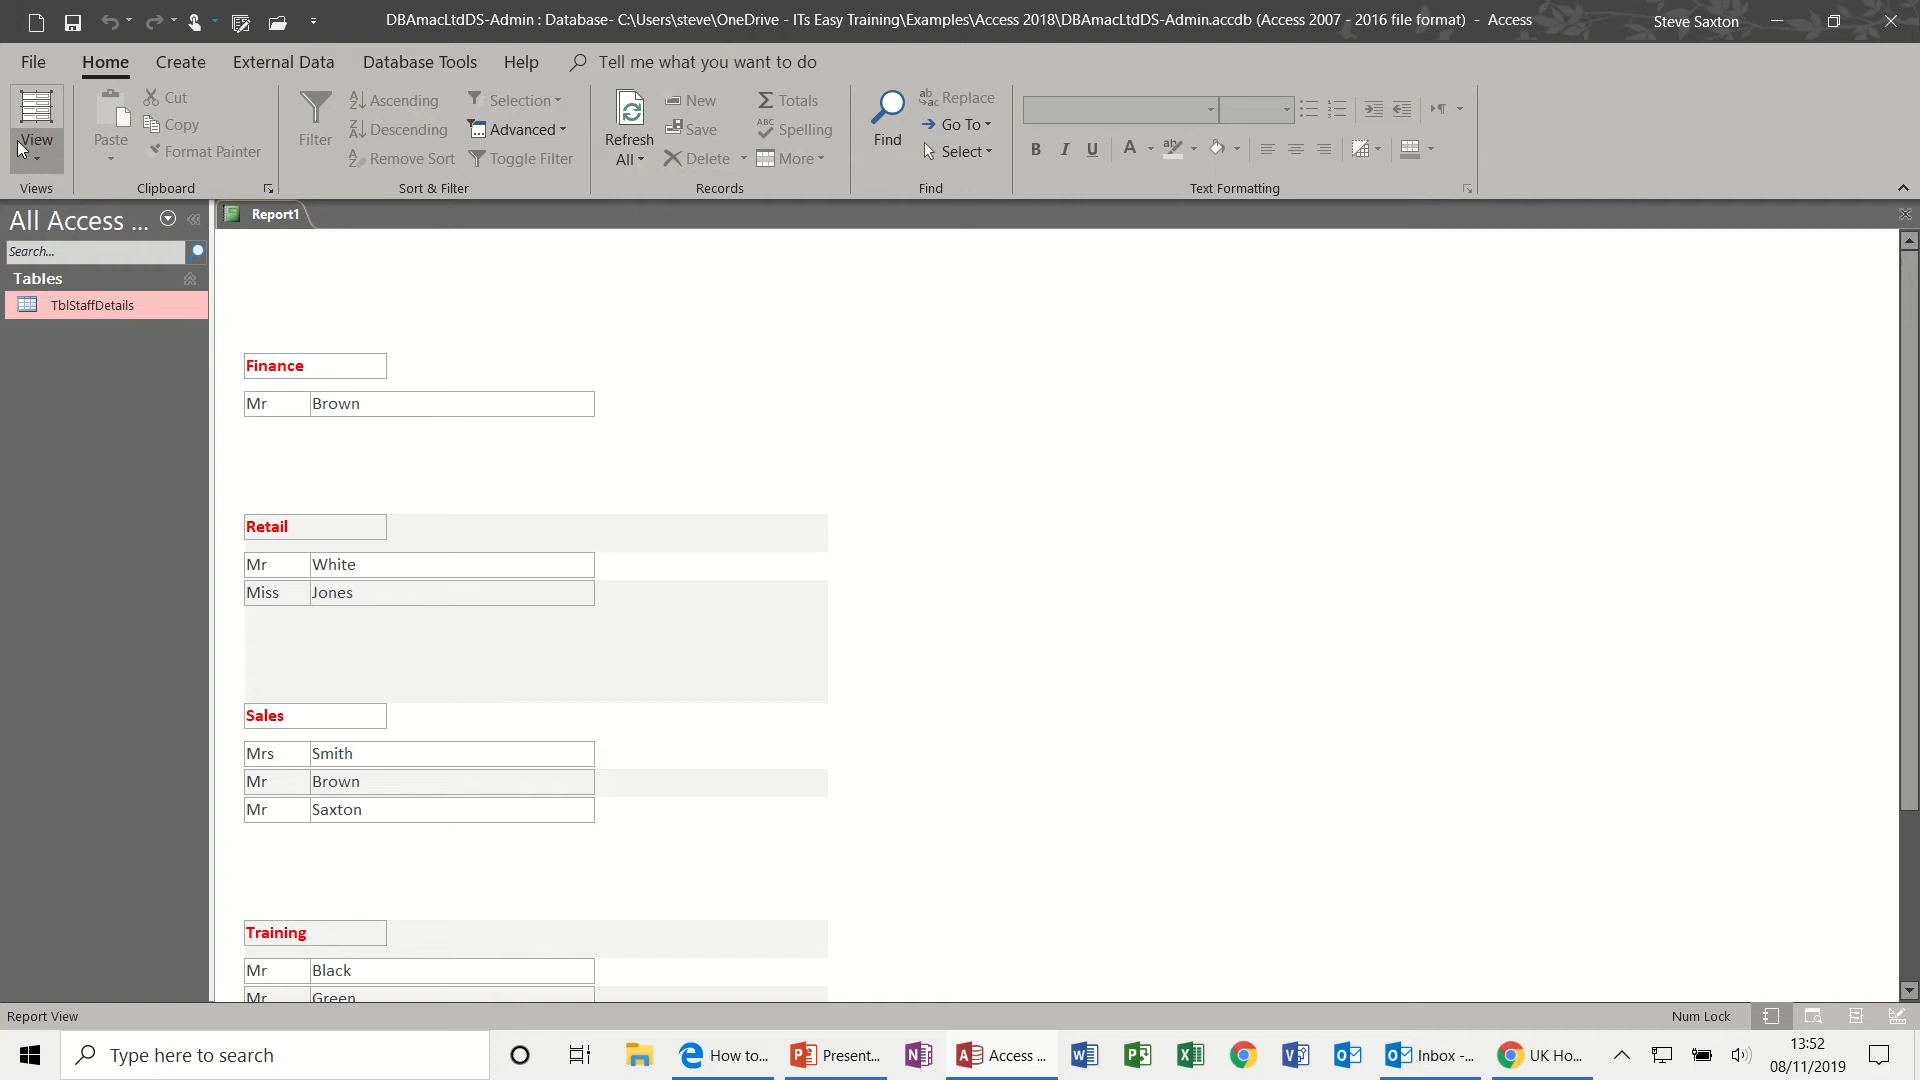 DBAmacLtdDS-Admin : Database- C:\Users\steve\OneDrive - ITs Easy Training\Examples\Access 2018\DBAmacLtdDS-Admin.accdb (Access 2007 - 2016 file format)  -  Access
Steve Saxton
File Home Create External Data Database Tools Help Tell me what you want to do
View
Views
Paste
Cut
Copy
Format Painter
Clipboard
Filter
Ascending
Descending
Remove Sort
Selection
Advanced
Toggle Filter
Sort & Filter
Refresh
All
New
Save
Delete
Totals
Spelling
More
Records
Find
Replace
Go To
Select
Find
B I U A
Text Formatting
All Access ...
Search...
Tables
TblStaffDetails
Report1
Finance
Mr Brown
Retail
Mr White
Miss Jones
Sales
Mrs Smith
Mr Brown
Mr Saxton
Training
Mr Black
Mr Green
Report View
Num Lock
Type here to search
How to...
Present...
Access ...
Inbox -...
UK Ho...
13:52
08/11/2019